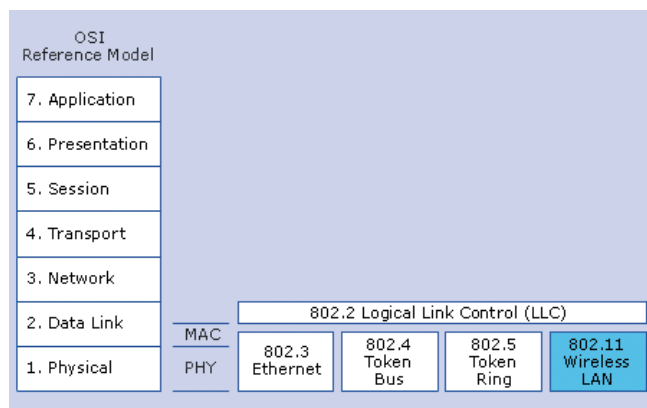 OSI
Reference Model
7. Application
6. Presentation
5. Session
4. Transport
3. Network
2. Data Link
1. Physical
MAC
PHY
802.2 Logical Link Control (LLC)
802.3
Ethernet
802.4
Token
Bus
802.5
Token
Ring
802.11
Wireless
LAN